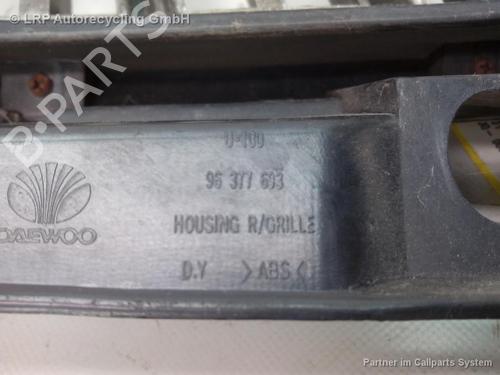 © LRP Autorecycling GmbH
B-PARTS
U-100
96 377 693
DAEWOO
HOUSING R/GRILLE
D.Y >ABS<
Partner im Callparts System